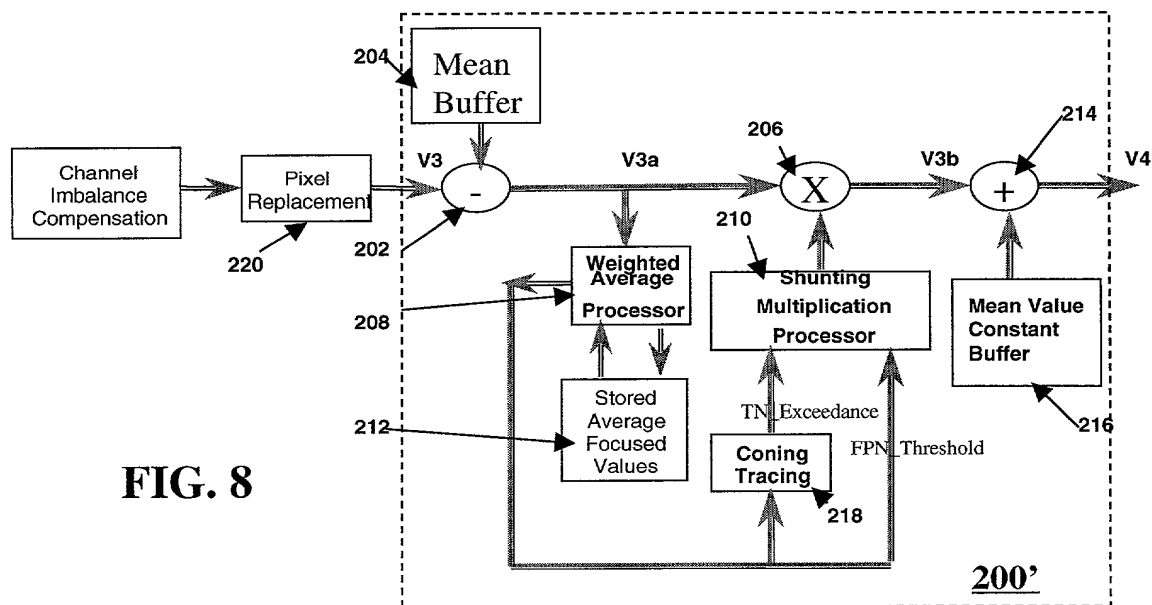 204
Mean
Buffer
206
214
V3
V3a
V3b
V4
Channel
Imbalance
Compensation
Pixel
Replacement
-
X
+
202
220
210
208
Weighted
Average
Processor
Shunting
Multiplication
Processor
Mean Value
Constant
Buffer
212
Stored
Average
Focused
Values
TN_Exceedance
FPN_Threshold
216
Coning
Tracing
218
FIG. 8
200’